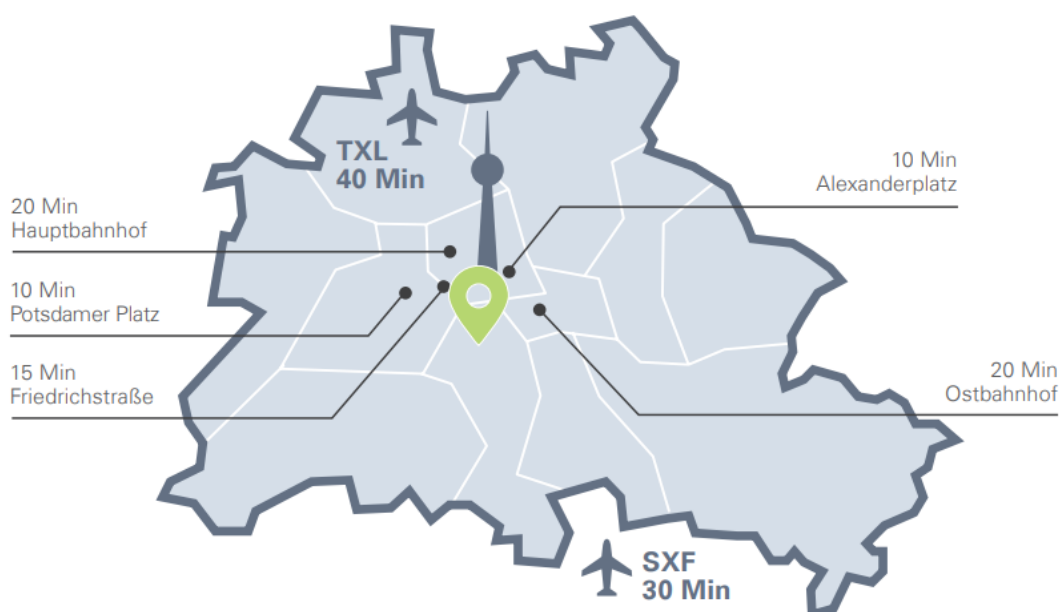 TXL
40 Min
10 Min
Alexanderplatz
20 Min
Hauptbahnhof
10 Min
Potsdamer Platz
15 Min
Friedrichstraße
20 Min
Ostbahnhof
SXF
30 Min